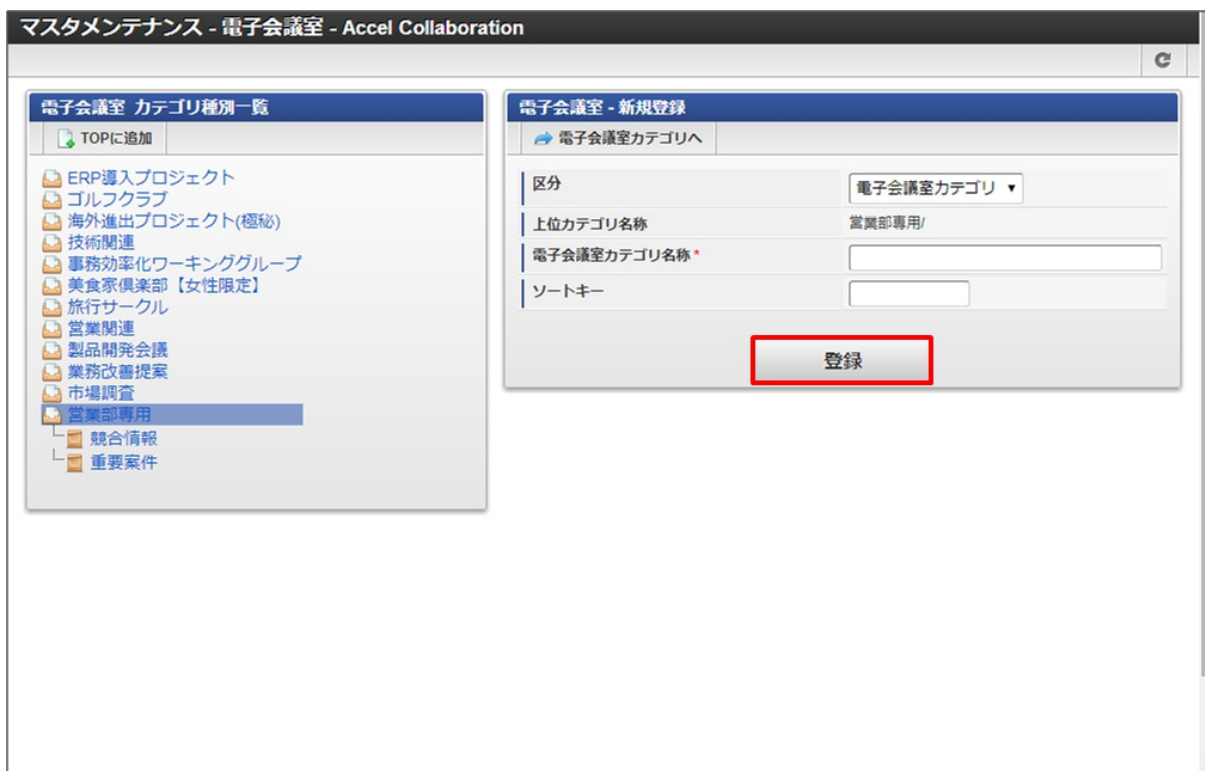 マスタメンテナンス - 電子会議室 - Accel Collaboration
電子会議室 カテゴリ種別一覧
TOPに追加
ERP導入プロジェクト
ゴルフクラブ
海外進出プロジェクト(極秘)
技術関連
事務効率化ワーキンググループ
美食家倶楽部【女性限定】
旅行サークル
営業関連
製品開発会議
業務改善提案
市場調査
営業部専用
競合情報
重要案件
電子会議室 - 新規登録
電子会議室カテゴリへ
区分 電子会議室カテゴリ
上位カテゴリ名称 営業部専用/
電子会議室カテゴリ名称*
ソートキー
登録